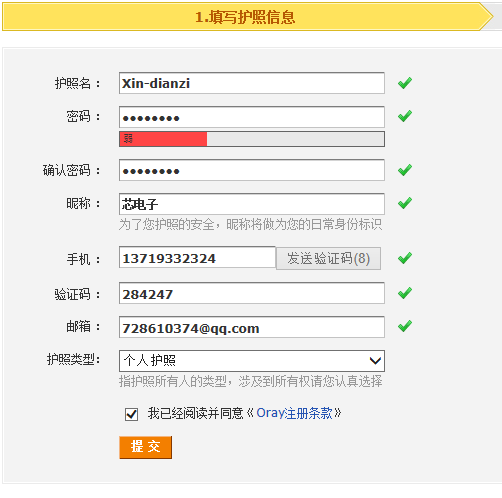 1.填写护照信息
护照名： Xin-dianzi
密码： ●●●●●●●●
弱
确认密码： ●●●●●●●●
昵称： 芯电子
为了您护照的安全，昵称将做为您的日常身份标识
手机： 13719332324 发送验证码(8)
验证码： 284247
邮箱： 728610374@qq.com
护照类型： 个人护照
指护照所有人的类型，涉及到所有权请您认真选择
我已经阅读并同意《Oray注册条款》
提 交